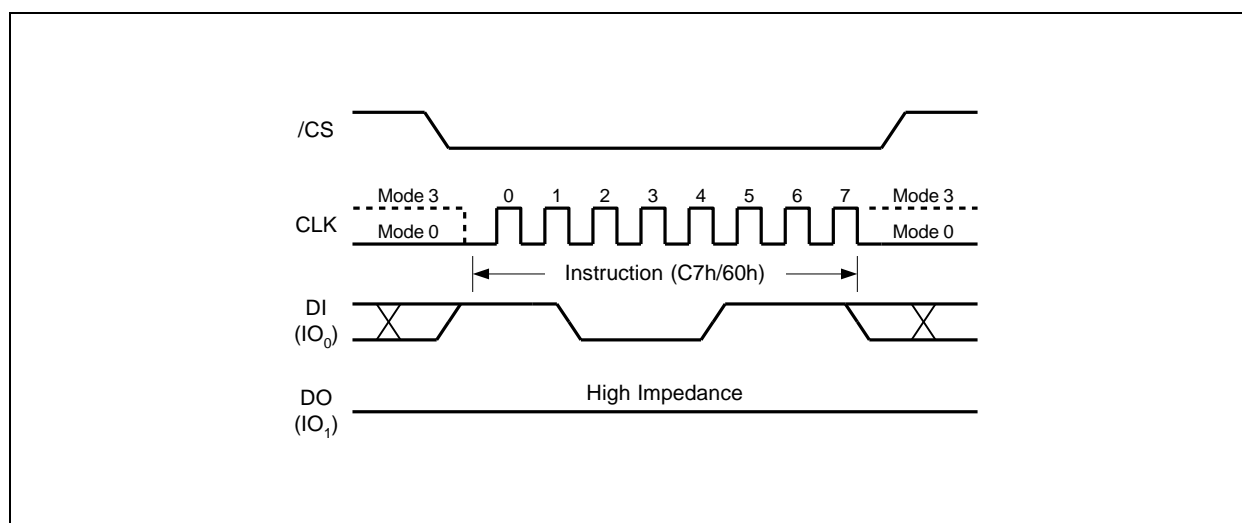 /CS
Mode 3 0 1 2 3 4 5 6 7 Mode 3
CLK
Mode 0 Mode 0
Instruction (C7h/60h)
DI
(IO₀)
High Impedance
DO
(IO₁)